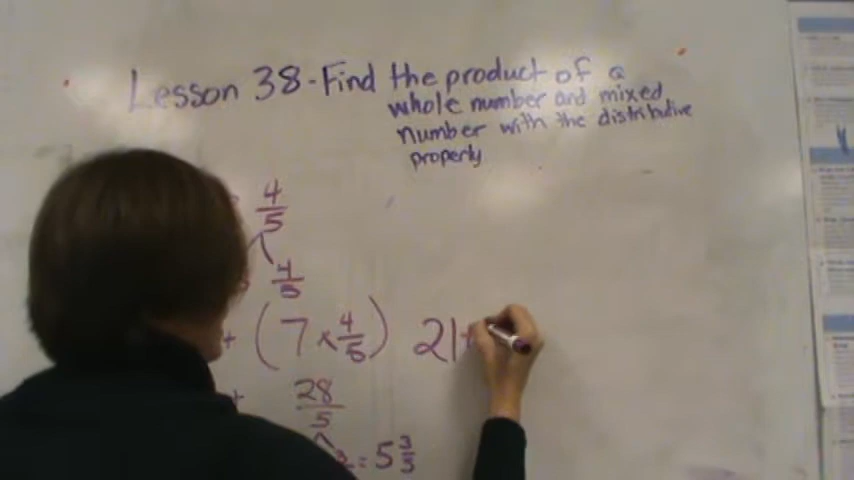 Lesson 38-Find the product of a
whole number and mixed
number with the distributive
property
4/5
4/5
+ (7 × 4/5) 21+
+ 28/5
= 5 3/5